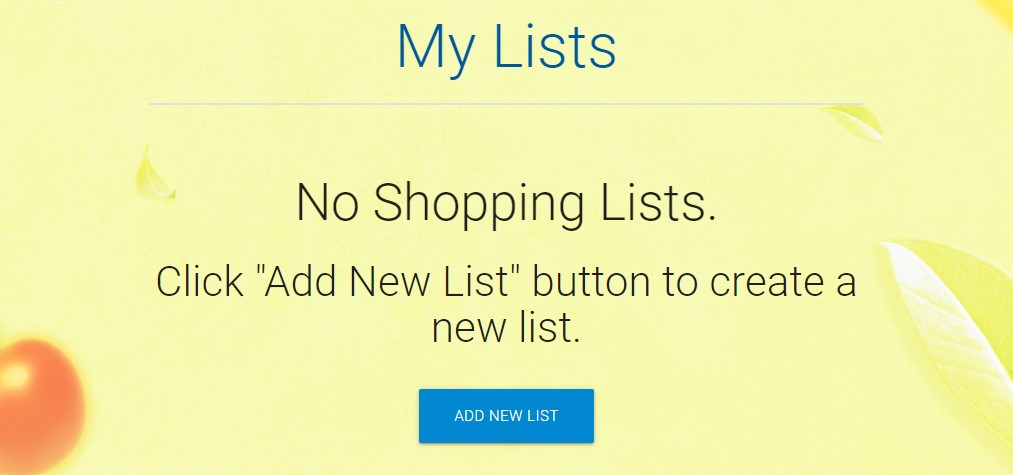 My Lists
No Shopping Lists.
Click "Add New List" button to create a
new list.
ADD NEW LIST